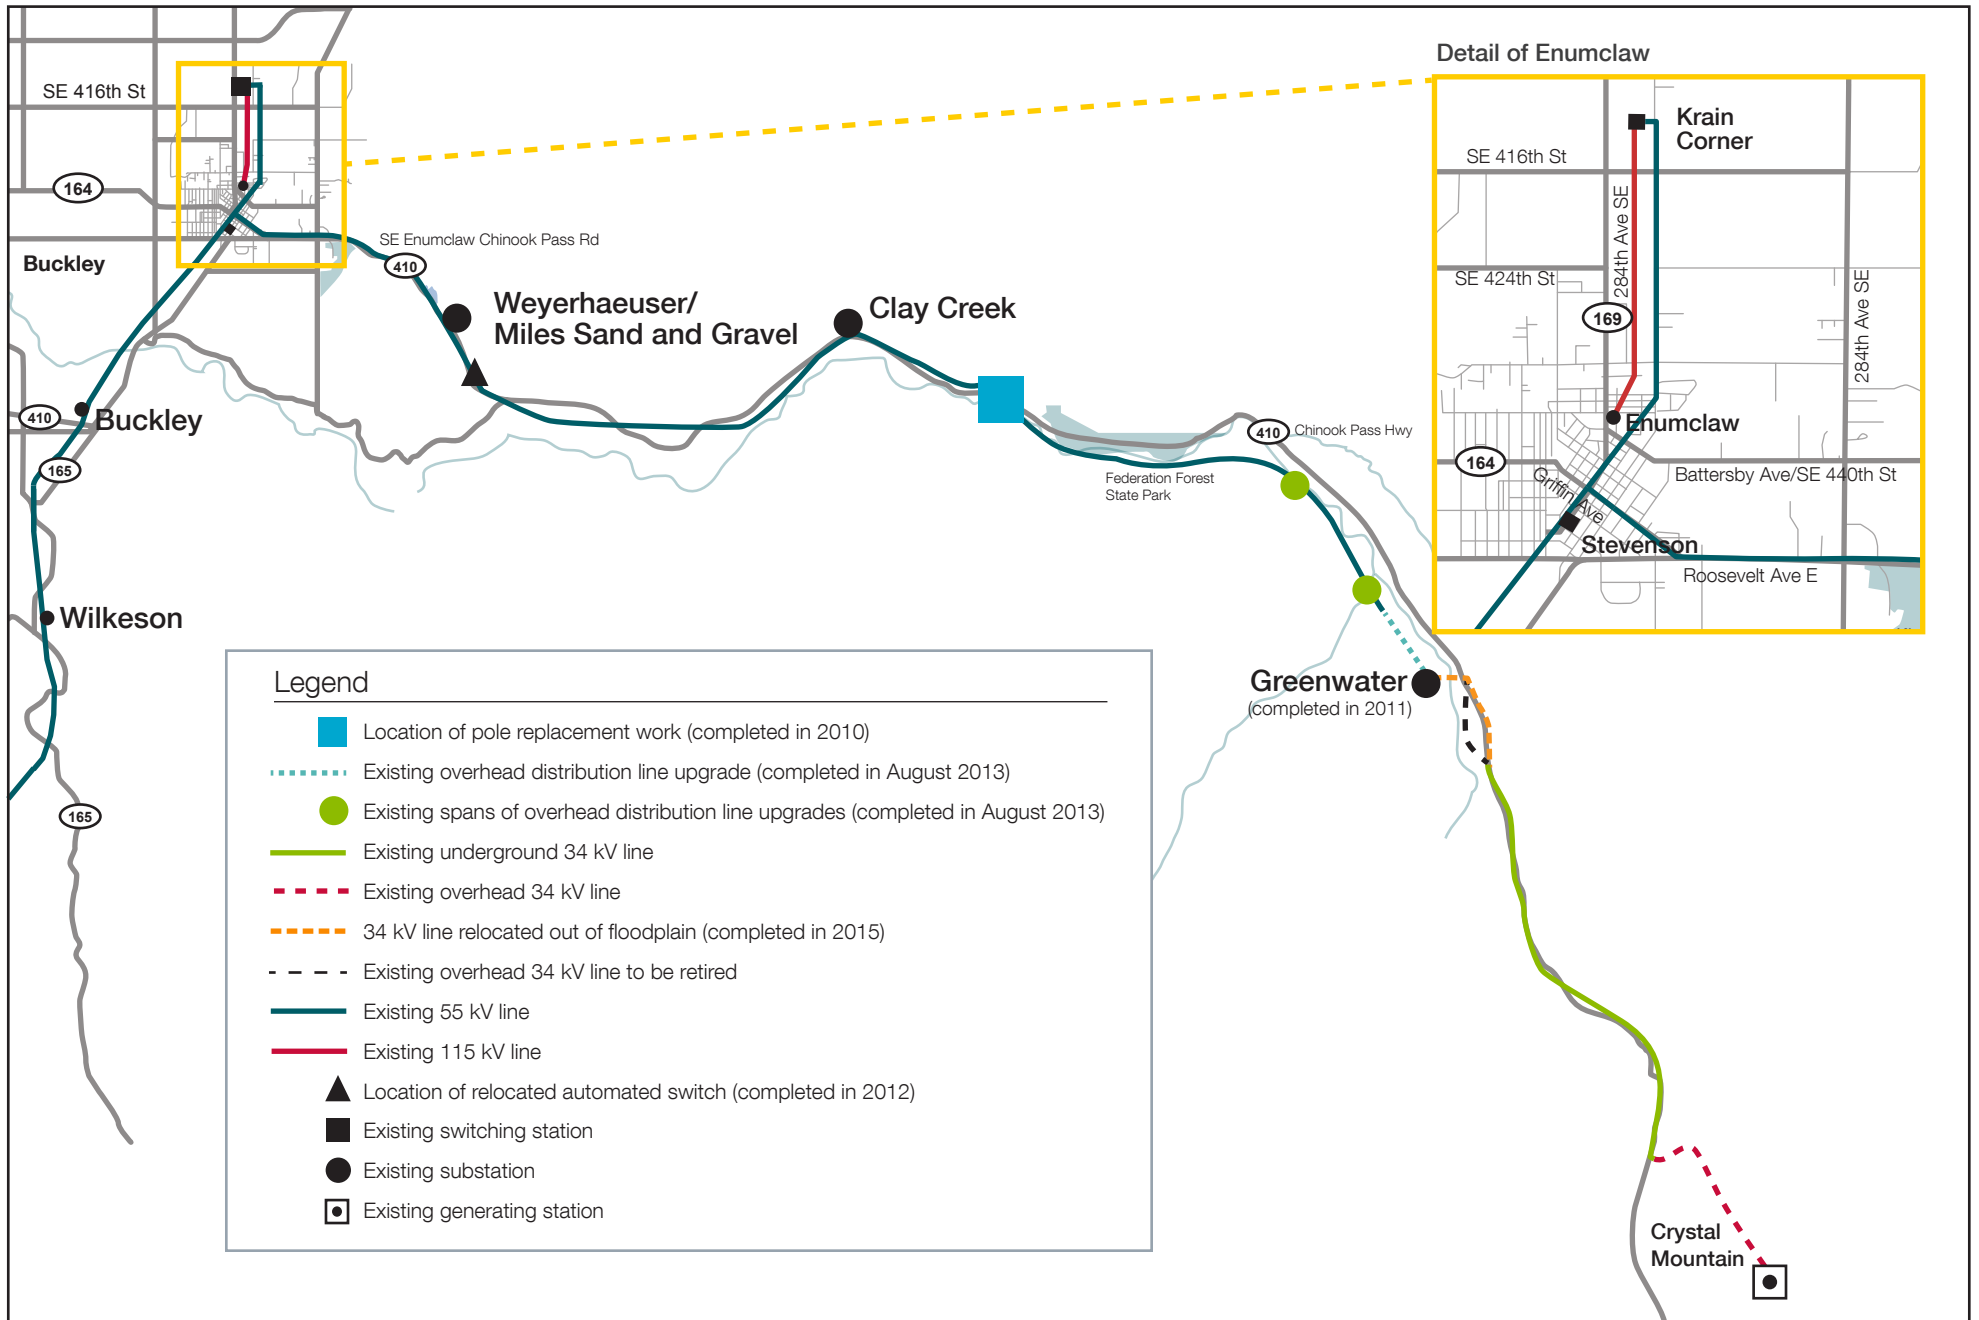 SE 416th St
164
Buckley
SE Enumclaw Chinook Pass Rd
410
Weyerhaeuser/
Miles Sand and Gravel
Clay Creek
410
Buckley
165
Wilkeson
165
Federation Forest
State Park
410
Chinook Pass Hwy
Greenwater
(completed in 2011)
Crystal
Mountain
Detail of Enumclaw
Krain
Corner
SE 416th St
284th Ave SE
SE 424th St
169
284th Ave SE
Enumclaw
164
Griffin Ave
Battersby Ave/SE 440th St
Stevenson
Roosevelt Ave E
Legend
Location of pole replacement work (completed in 2010)
Existing overhead distribution line upgrade (completed in August 2013)
Existing spans of overhead distribution line upgrades (completed in August 2013)
Existing underground 34 kV line
Existing overhead 34 kV line
34 kV line relocated out of floodplain (completed in 2015)
Existing overhead 34 kV line to be retired
Existing 55 kV line
Existing 115 kV line
Location of relocated automated switch (completed in 2012)
Existing switching station
Existing substation
Existing generating station